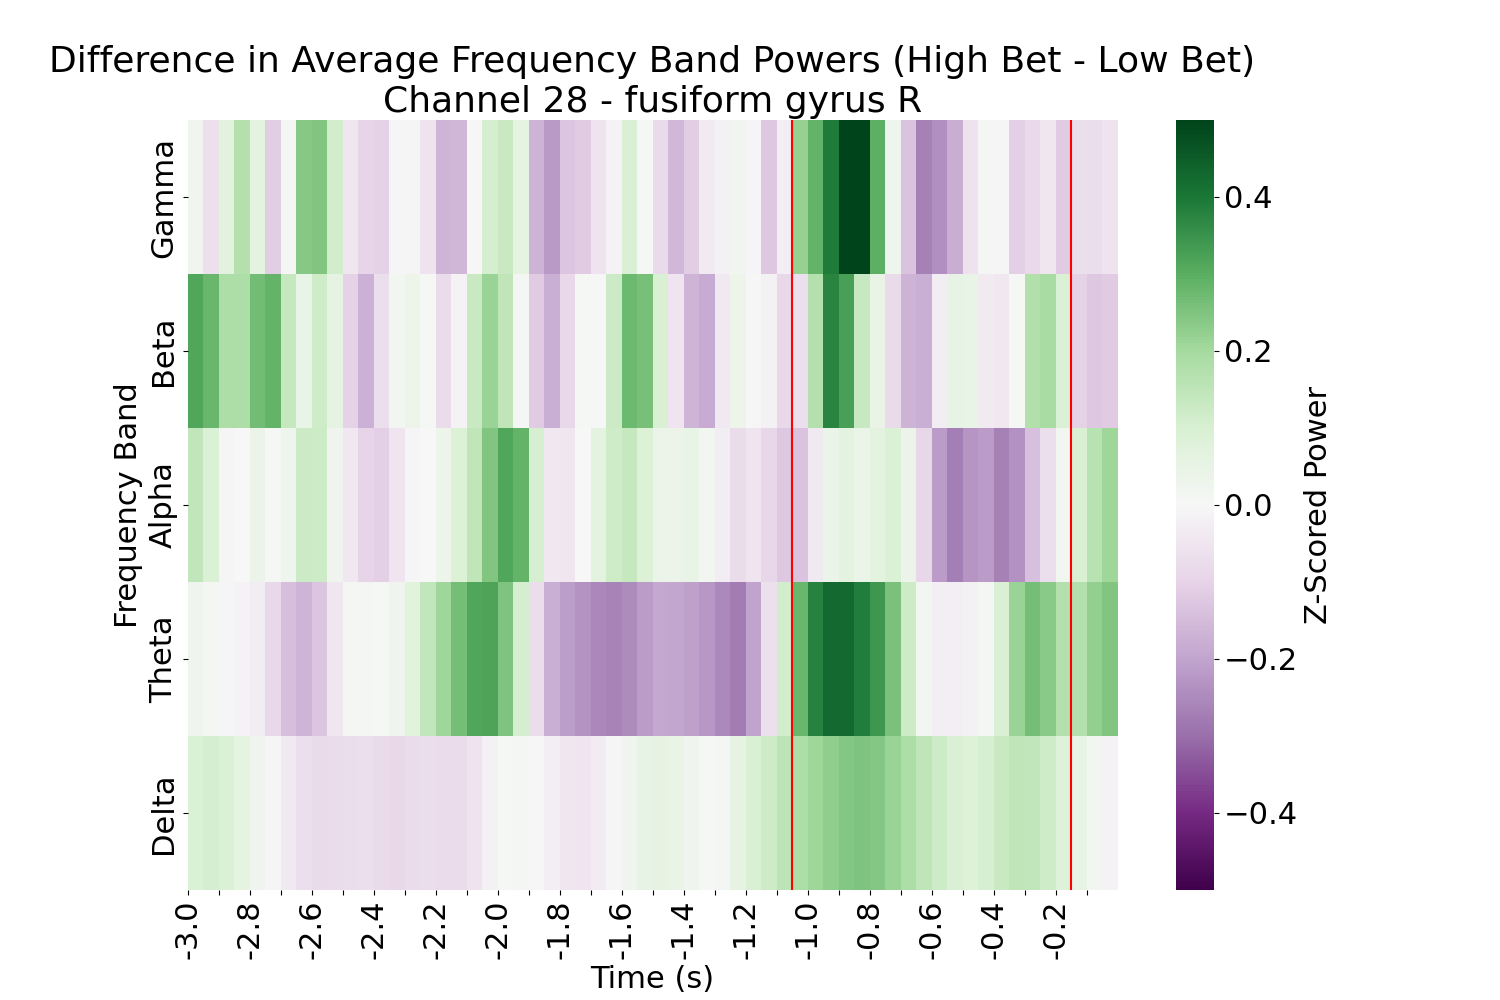 Difference in Average Frequency Band Powers (High Bet - Low Bet)
Channel 28 - fusiform gyrus R
Frequency Band
Gamma
Beta
Alpha
Theta
Delta
-3.0
-2.8
-2.6
-2.4
-2.2
-2.0
-1.8
-1.6
-1.4
-1.2
-1.0
-0.8
-0.6
-0.4
-0.2
Time (s)
0.4
0.2
0.0
−0.2
−0.4
Z-Scored Power